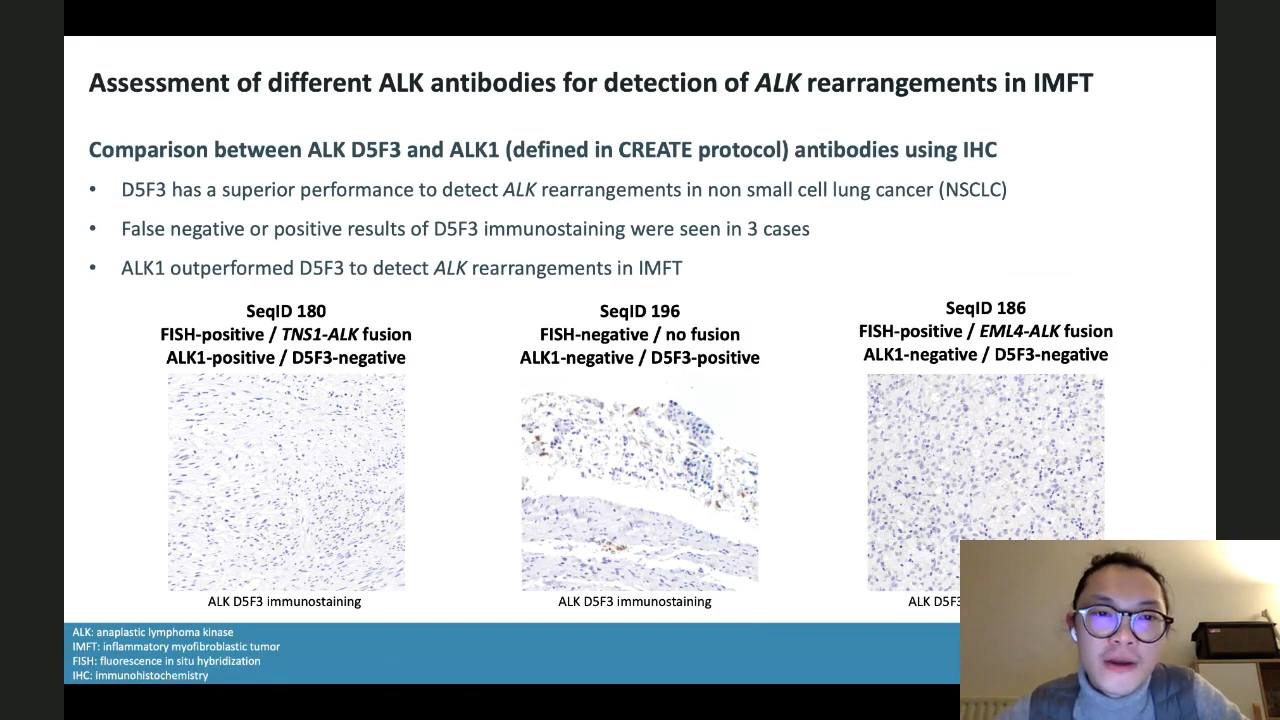 Assessment of different ALK antibodies for detection of ALK rearrangements in IMFT
Comparison between ALK D5F3 and ALK1 (defined in CREATE protocol) antibodies using IHC
• D5F3 has a superior performance to detect ALK rearrangements in non small cell lung cancer (NSCLC)
• False negative or positive results of D5F3 immunostaining were seen in 3 cases
• ALK1 outperformed D5F3 to detect ALK rearrangements in IMFT
SeqID 180
FISH-positive / TNS1-ALK fusion
ALK1-positive / D5F3-negative
ALK D5F3 immunostaining
SeqID 196
FISH-negative / no fusion
ALK1-negative / D5F3-positive
ALK D5F3 immunostaining
SeqID 186
FISH-positive / EML4-ALK fusion
ALK1-negative / D5F3-negative
ALK D5F3
ALK: anaplastic lymphoma kinase
IMFT: inflammatory myofibroblastic tumor
FISH: fluorescence in situ hybridization
IHC: immunohistochemistry